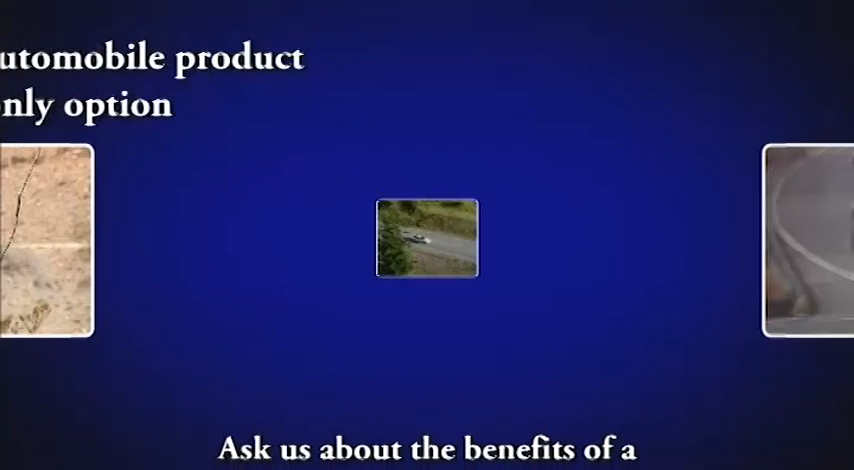 utomobile product
nly option
Ask us about the benefits of a